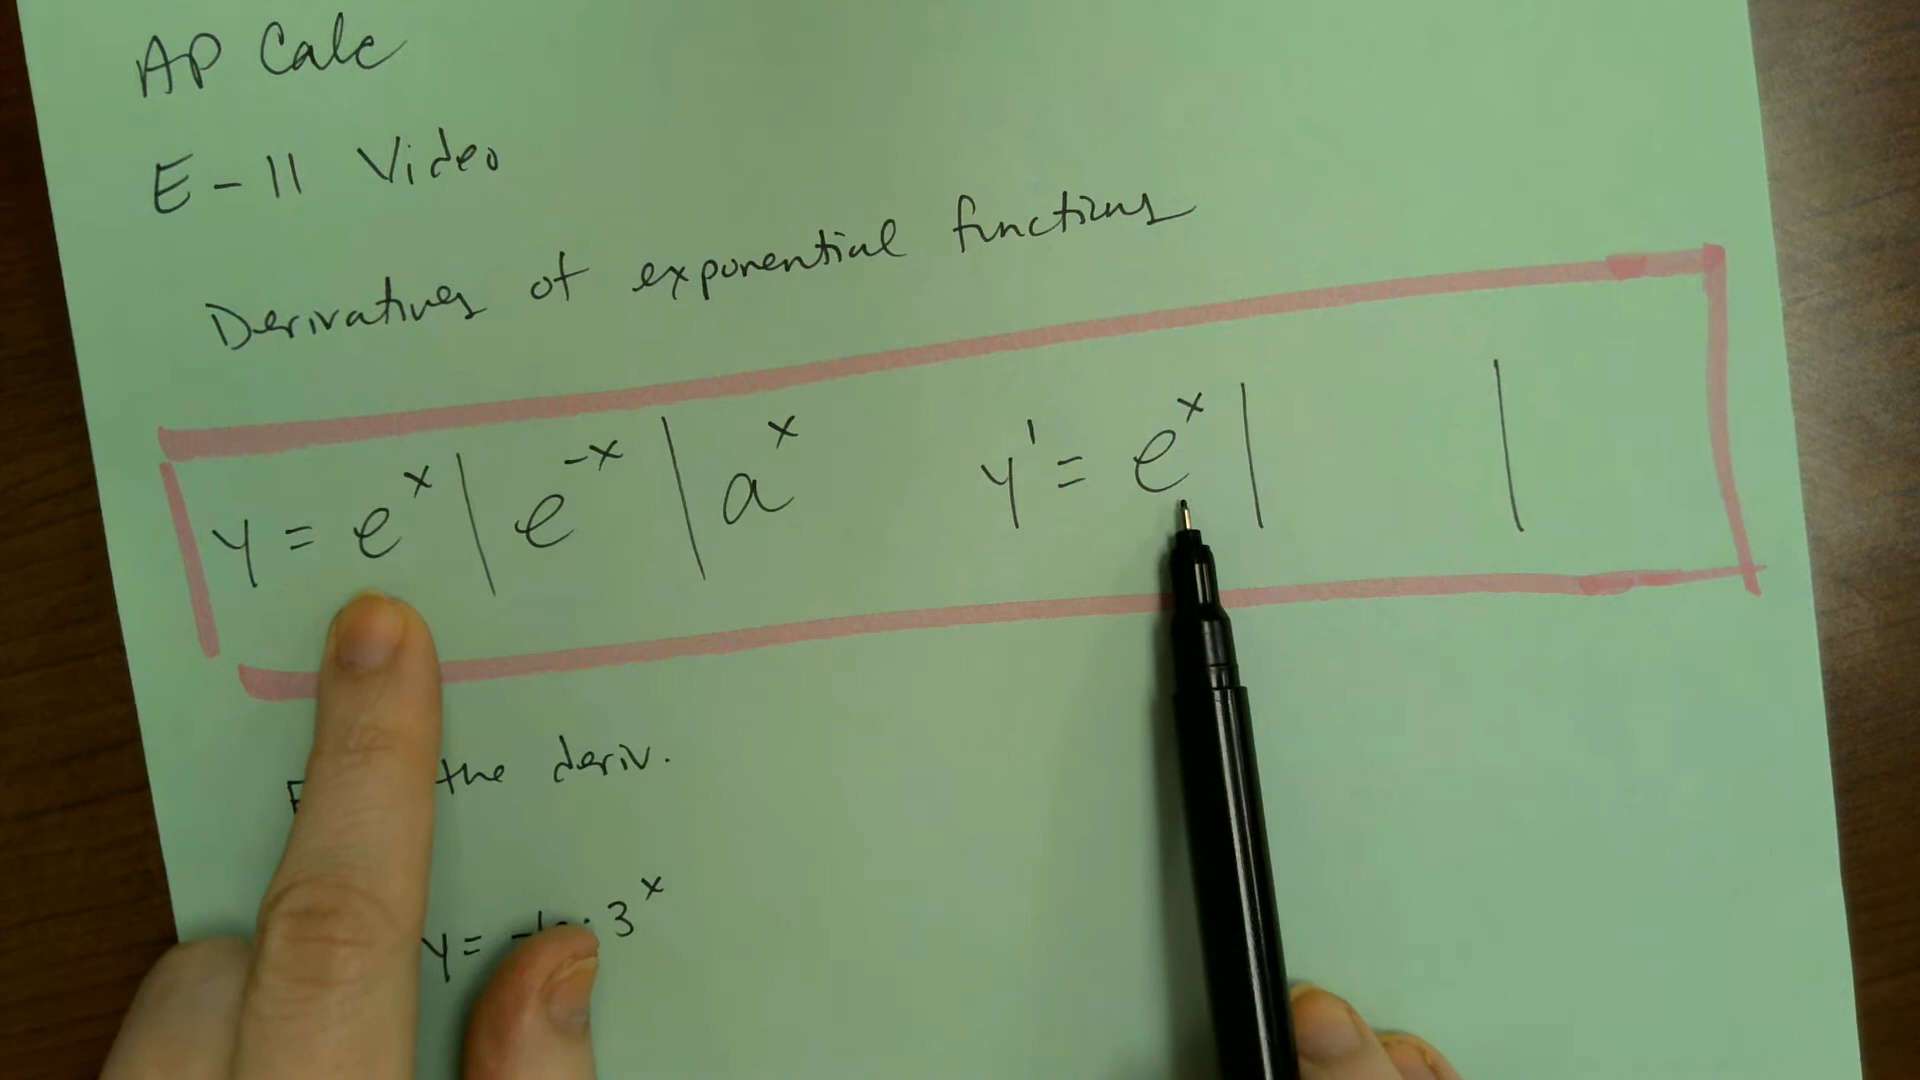 AP Calc
E-11 Video
Derivatives of exponential functions
y = e^x | e^-x | a^x y' = e^x | |
the deriv.
y = 3^x